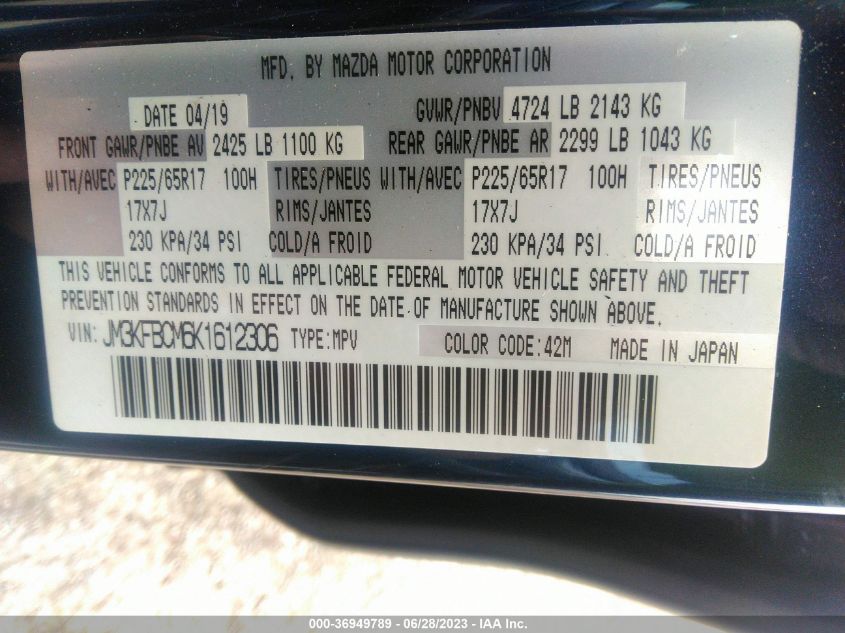 MFD. BY MAZDA MOTOR CORPORATION
DATE 04/19 GVWR/PNBV 4724 LB 2143 KG
FRONT GAWR/PNBE AV 2425 LB 1100 KG REAR GAWR/PNBE AR 2299 LB 1043 KG
WITH/AVEC P225/65R17 100H TIRES/PNEUS WITH/AVEC P225/65R17 100H TIRES/PNEUS
17X7J RIMS/JANTES 17X7J RIMS/JANTES
230 KPA/34 PSI COLD/A FROID 230 KPA/34 PSI COLD/A FROID
THIS VEHICLE CONFORMS TO ALL APPLICABLE FEDERAL MOTOR VEHICLE SAFETY AND THEFT
PREVENTION STANDARDS IN EFFECT ON THE DATE OF MANUFACTURE SHOWN ABOVE.
VIN: JM3KFBCM6K1612306 TYPE:MPV COLOR CODE:42M MADE IN JAPAN
000-36949789 - 06/28/2023 - IAA Inc.